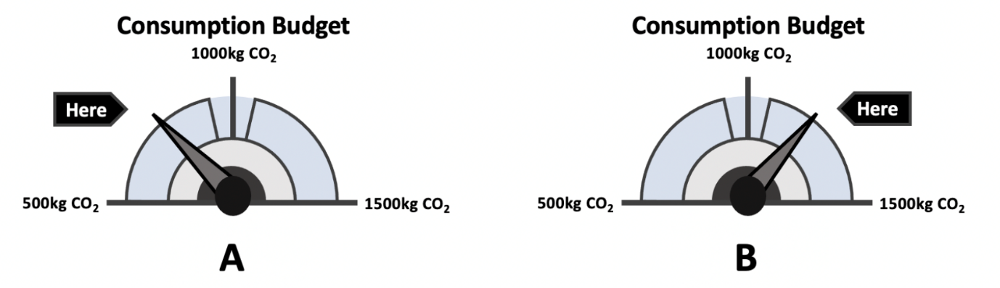 Consumption Budget
1000kg CO₂
Here
500kg CO₂
1500kg CO₂
A
Consumption Budget
1000kg CO₂
Here
500kg CO₂
1500kg CO₂
B